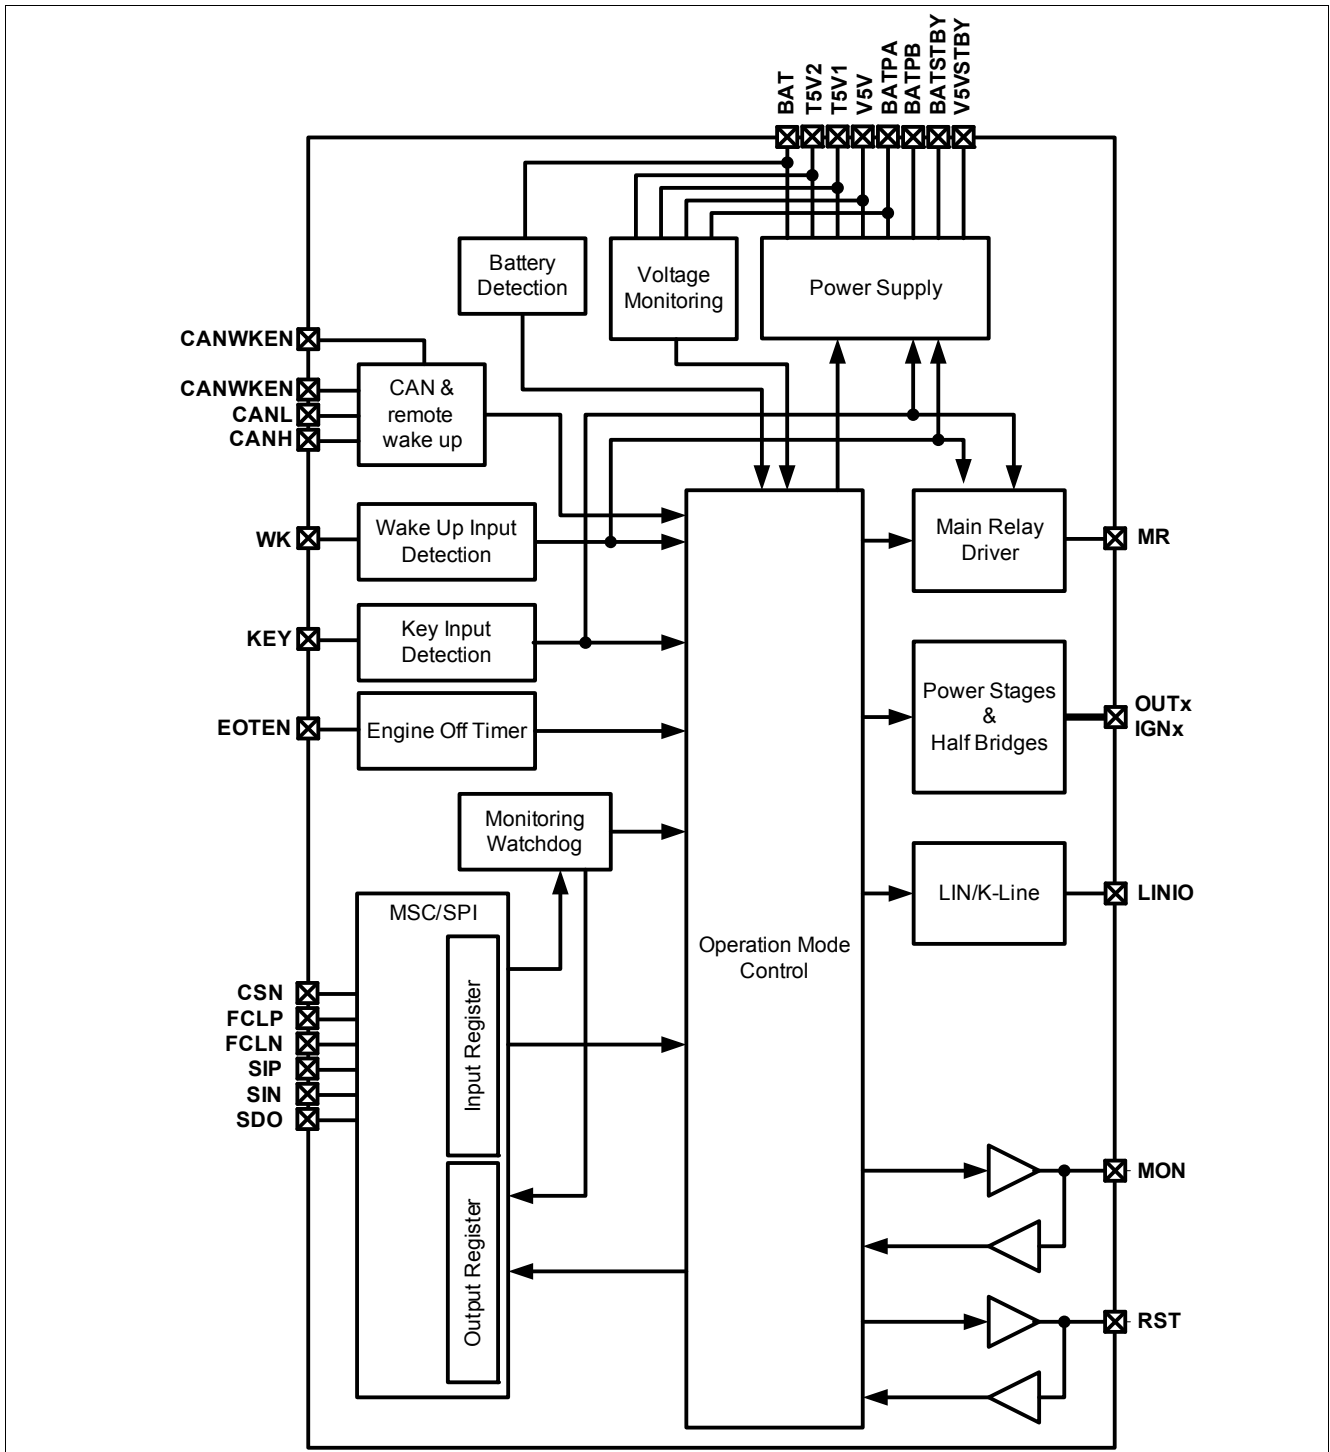 BAT
T5V2
T5V1
V5V
BATPA
BATPB
BATSTBY
V5VSTBY
Battery
Detection
Voltage
Monitoring
Power Supply
CANWKEN
CANWKEN
CANL
CANH
CAN &
remote
wake up
WK
Wake Up Input
Detection
Main Relay
Driver
MR
KEY
Key Input
Detection
Power Stages
&
Half Bridges
OUTx
IGNx
EOTEN
Engine Off Timer
Monitoring
Watchdog
LIN/K-Line
LINIO
MSC/SPI
Operation Mode
Control
Input Register
CSN
FCLP
FCLN
SIP
SIN
SDO
Output Register
MON
RST